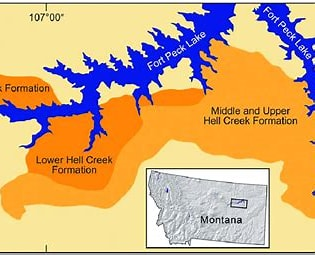 107°00"
Fort Peck Lake
Fort Peck Lake
k Formation
Middle and Upper
Hell Creek Formation
Lower Hell Creek
Formation
Montana